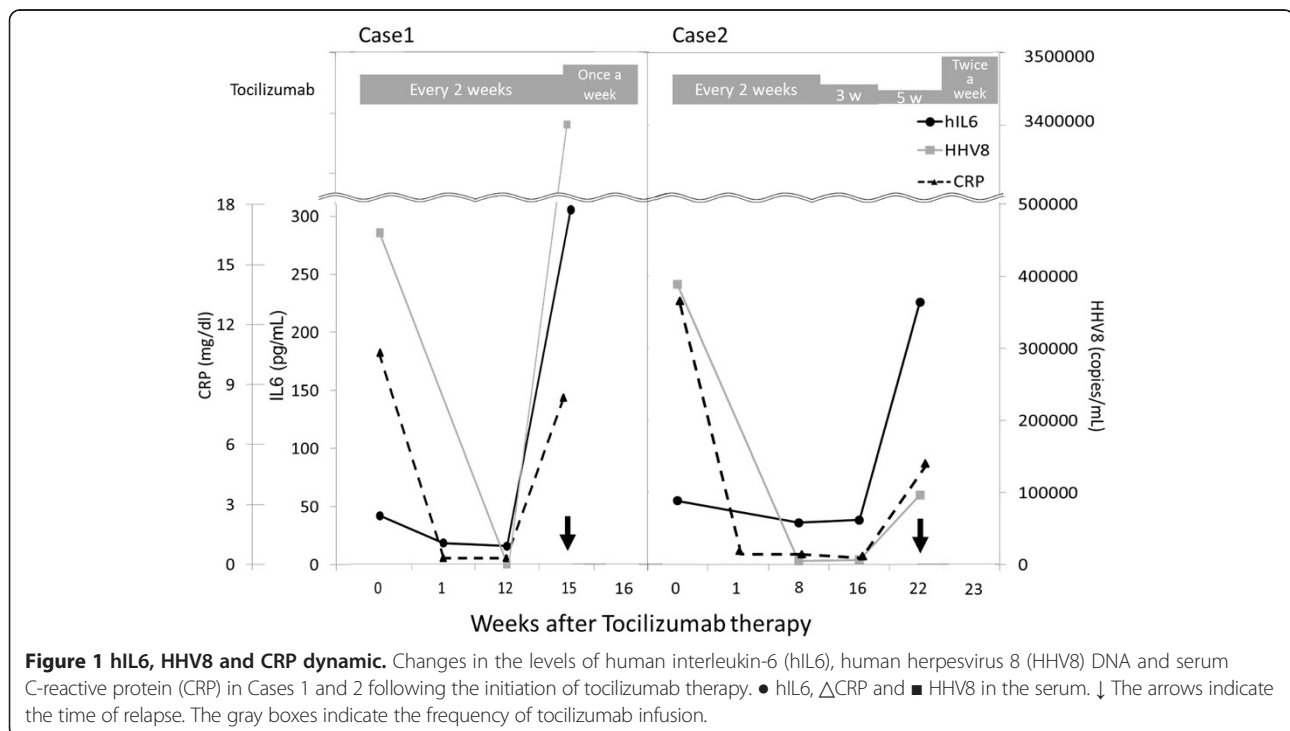 Case1
Case2
Tocilizumab
Every 2 weeks
Once a
week
Every 2 weeks
3 w
5 w
Twice
a
week
3500000
3400000
hIL6
HHV8
CRP
18
15
12
9
6
3
0
CRP (mg/dl)
300
250
200
150
100
50
0
IL6 (pg/mL)
500000
400000
300000
200000
100000
0
HHV8 (copies/mL)
0 1 12 15 16
0 1 8 16 22 23
Weeks after Tocilizumab therapy
Figure 1 hIL6, HHV8 and CRP dynamic. Changes in the levels of human interleukin-6 (hIL6), human herpesvirus 8 (HHV8) DNA and serum
C-reactive protein (CRP) in Cases 1 and 2 following the initiation of tocilizumab therapy. ● hIL6, △CRP and ■ HHV8 in the serum. ↓ The arrows indicate
the time of relapse. The gray boxes indicate the frequency of tocilizumab infusion.